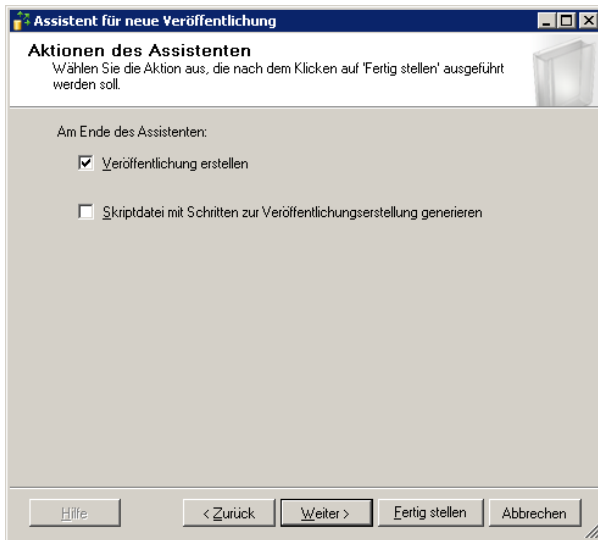 Assistent für neue Veröffentlichung
Aktionen des Assistenten
Wählen Sie die Aktion aus, die nach dem Klicken auf 'Fertig stellen' ausgeführt
werden soll.
Am Ende des Assistenten:
Veröffentlichung erstellen
Skriptdatei mit Schritten zur Veröffentlichungserstellung generieren
Hilfe
< Zurück
Weiter >
Fertig stellen
Abbrechen